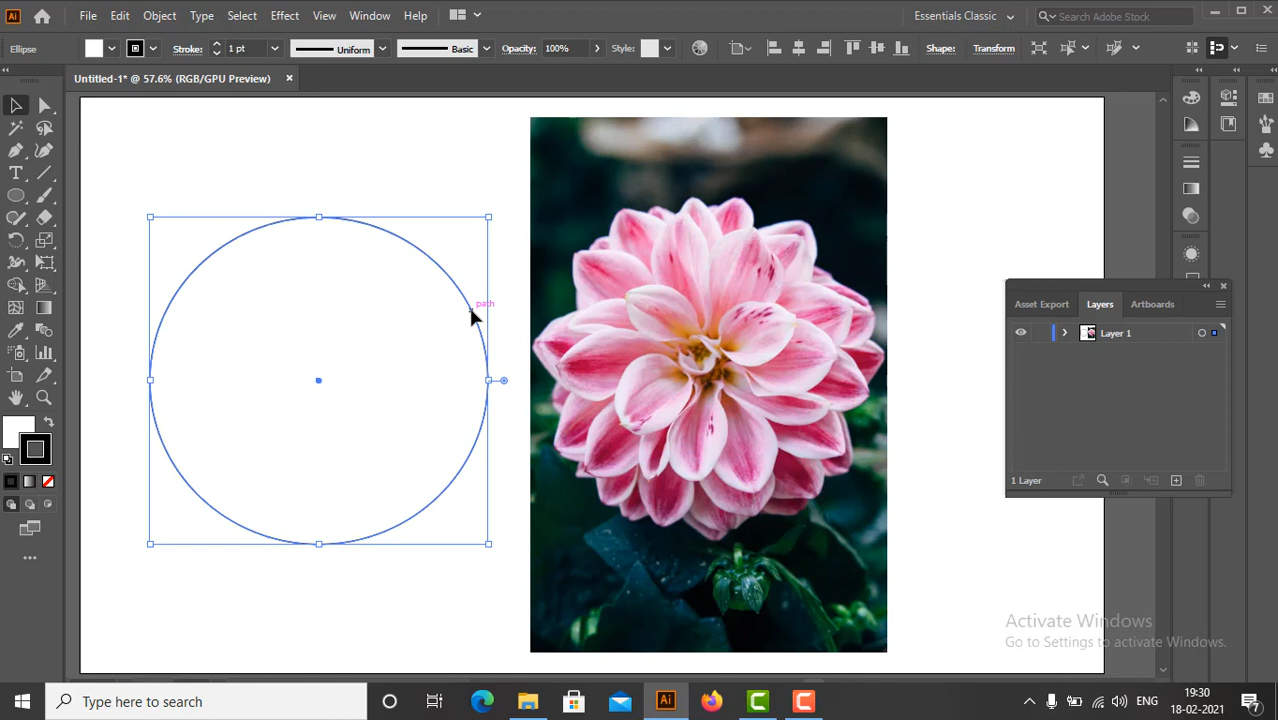 Ai File Edit Object Type Select Effect View Window Help Essentials Classic Search Adobe Stock
Ellipse Stroke: 1 pt Uniform Basic Opacity: 100% Style: Shape: Transform
Untitled-1* @ 57.6% (RGB/GPU Preview)
path
Asset Export Layers Artboards
Layer 1
1 Layer
Activate Windows
Go to Settings to activate Windows.
Type here to search Ai ENG 19:30
18-02-2021 7